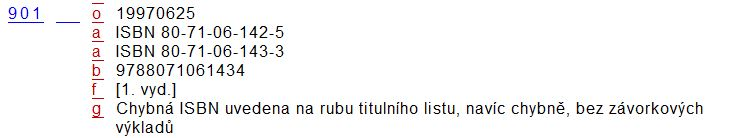 901 __ o 19970625
a ISBN 80-71-06-142-5
a ISBN 80-71-06-143-3
b 9788071061434
f [1. vyd.]
g Chybná ISBN uvedena na rubu titulního listu, navíc chybně, bez závorkových
výkladů